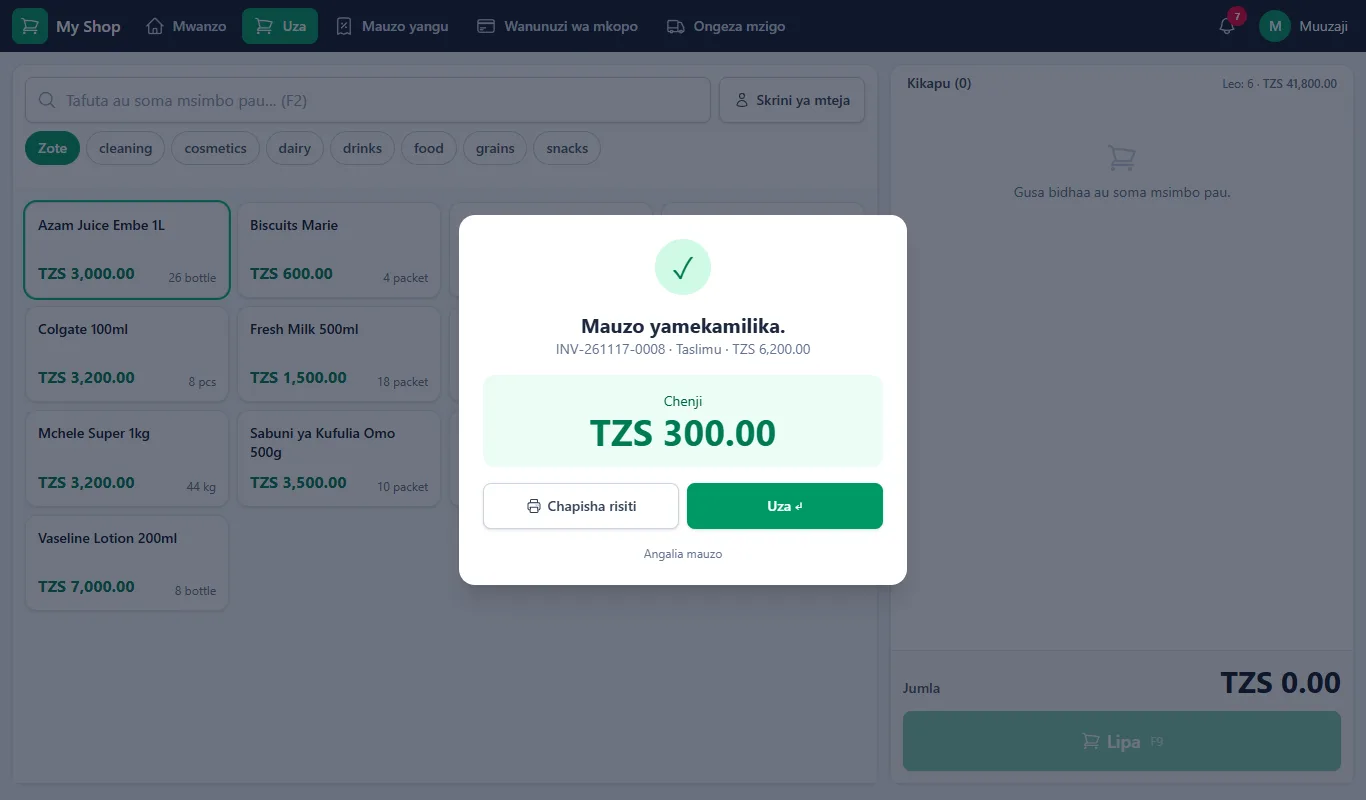 My Shop
Mwanzo
Uza
Mauzo yangu
Wanunuzi wa mkopo
Ongeza mzigo
7
M
Muuzaji
Tafuta au soma msimbo pau... (F2)
Skrini ya mteja
Zote
cleaning
cosmetics
dairy
drinks
food
grains
snacks
Azam Juice Embe 1L
TZS 3,000.00
26 bottle
Biscuits Marie
TZS 600.00
4 packet
Colgate 100ml
TZS 3,200.00
8 pcs
Fresh Milk 500ml
TZS 1,500.00
18 packet
Mchele Super 1kg
TZS 3,200.00
44 kg
Sabuni ya Kufulia Omo
500g
TZS 3,500.00
10 packet
Vaseline Lotion 200ml
TZS 7,000.00
8 bottle
Mauzo yamekamilika.
INV-261117-0008 · Taslimu · TZS 6,200.00
Chenji
TZS 300.00
Chapisha risiti
Uza ↲
Angalia mauzo
Kikapu (0)
Leo: 6 · TZS 41,800.00
Gusa bidhaa au soma msimbo pau.
Jumla
TZS 0.00
Lipa F9